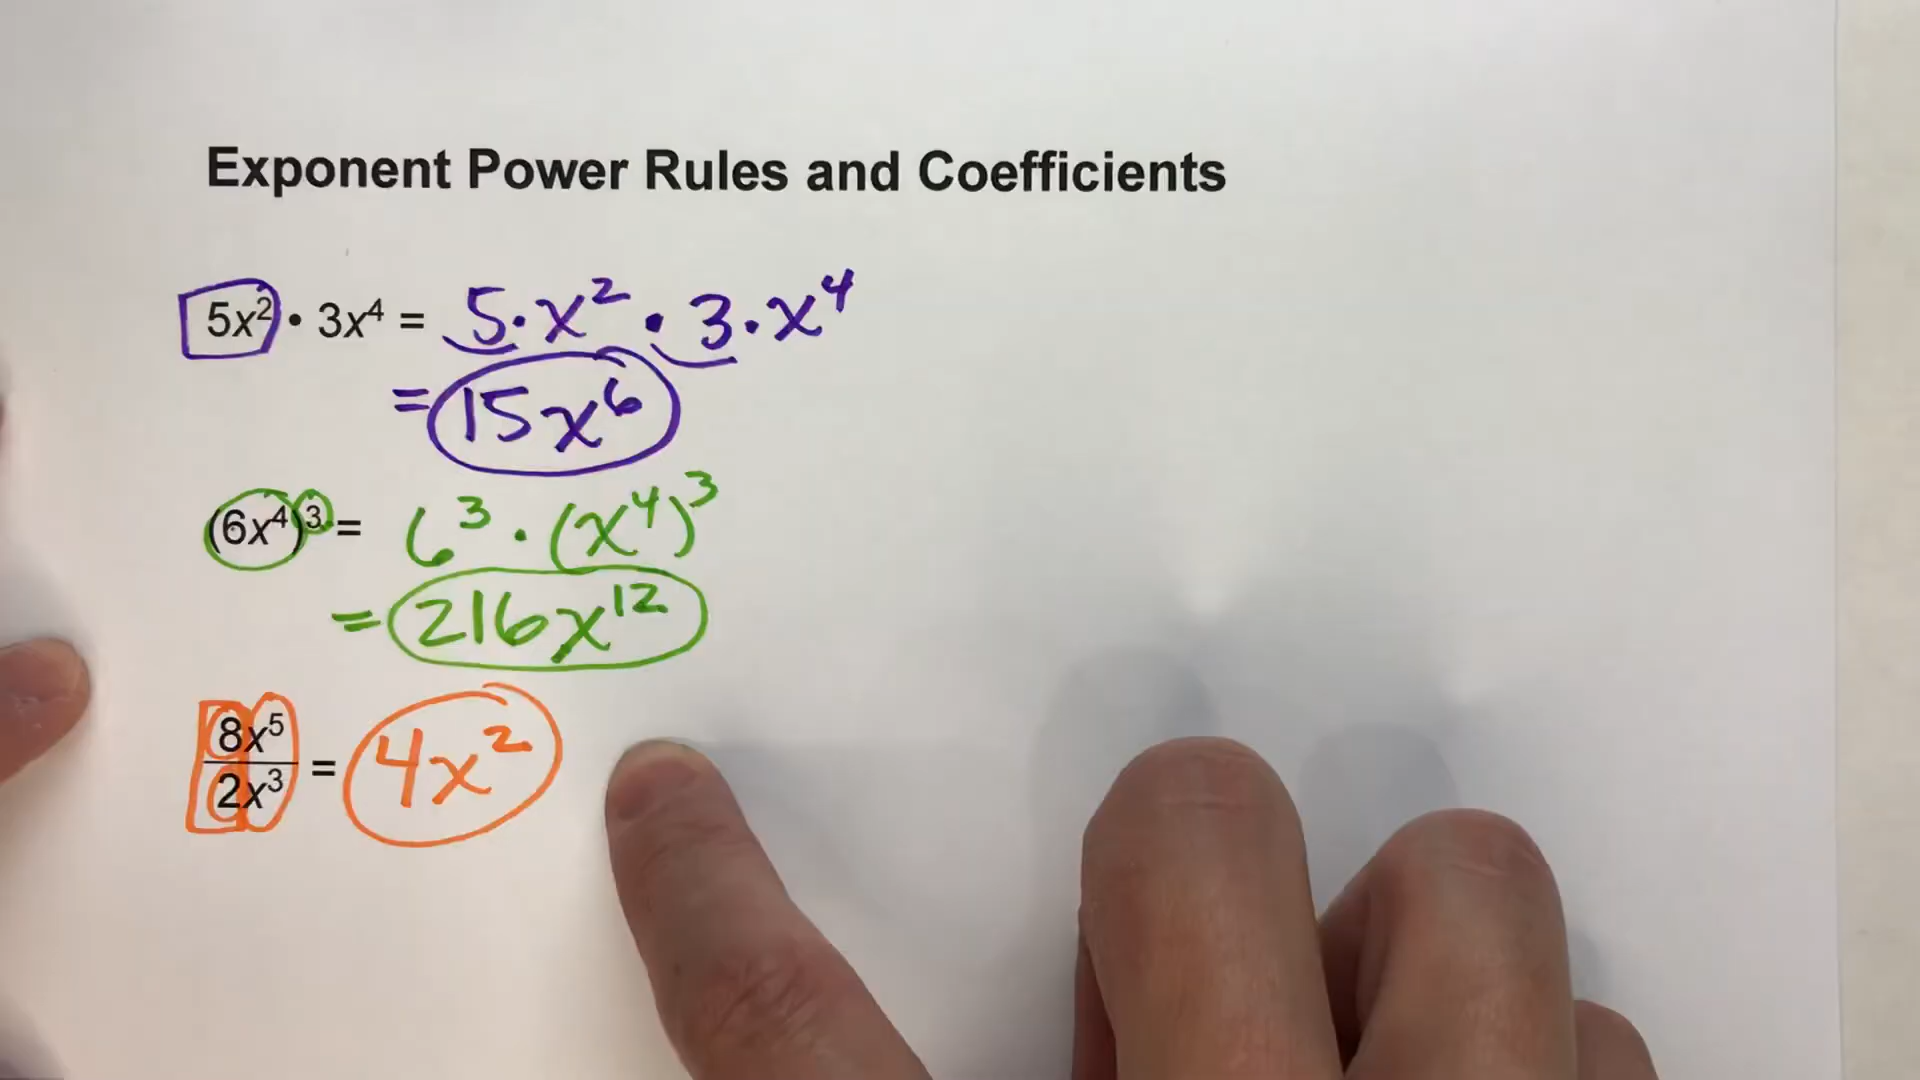 Exponent Power Rules and Coefficients
5x² • 3x⁴ = 5·x² · 3·x⁴
= 15x⁶
(6x⁴)³ = 6³ · (x⁴)³
= 216x¹²
8x⁵/2x³ = 4x²